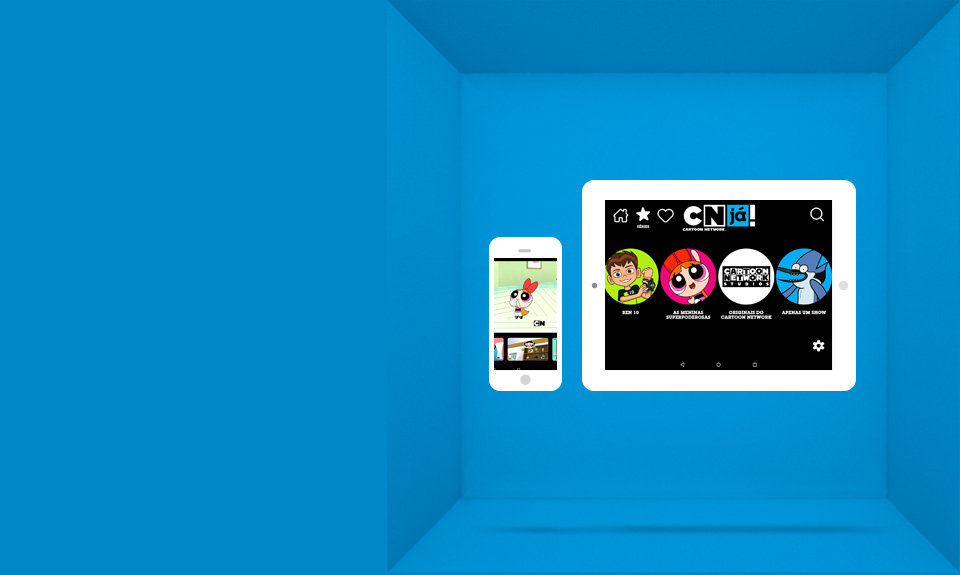 CN já!
CARTOON NETWORK.
SÉRIES
CN
CARTOON
NETWORK
STUDIOS
BEN 10
AS MENINAS
SUPERPODEROSAS
ORIGINAIS DO
CARTOON NETWORK
APENAS UM SHOW